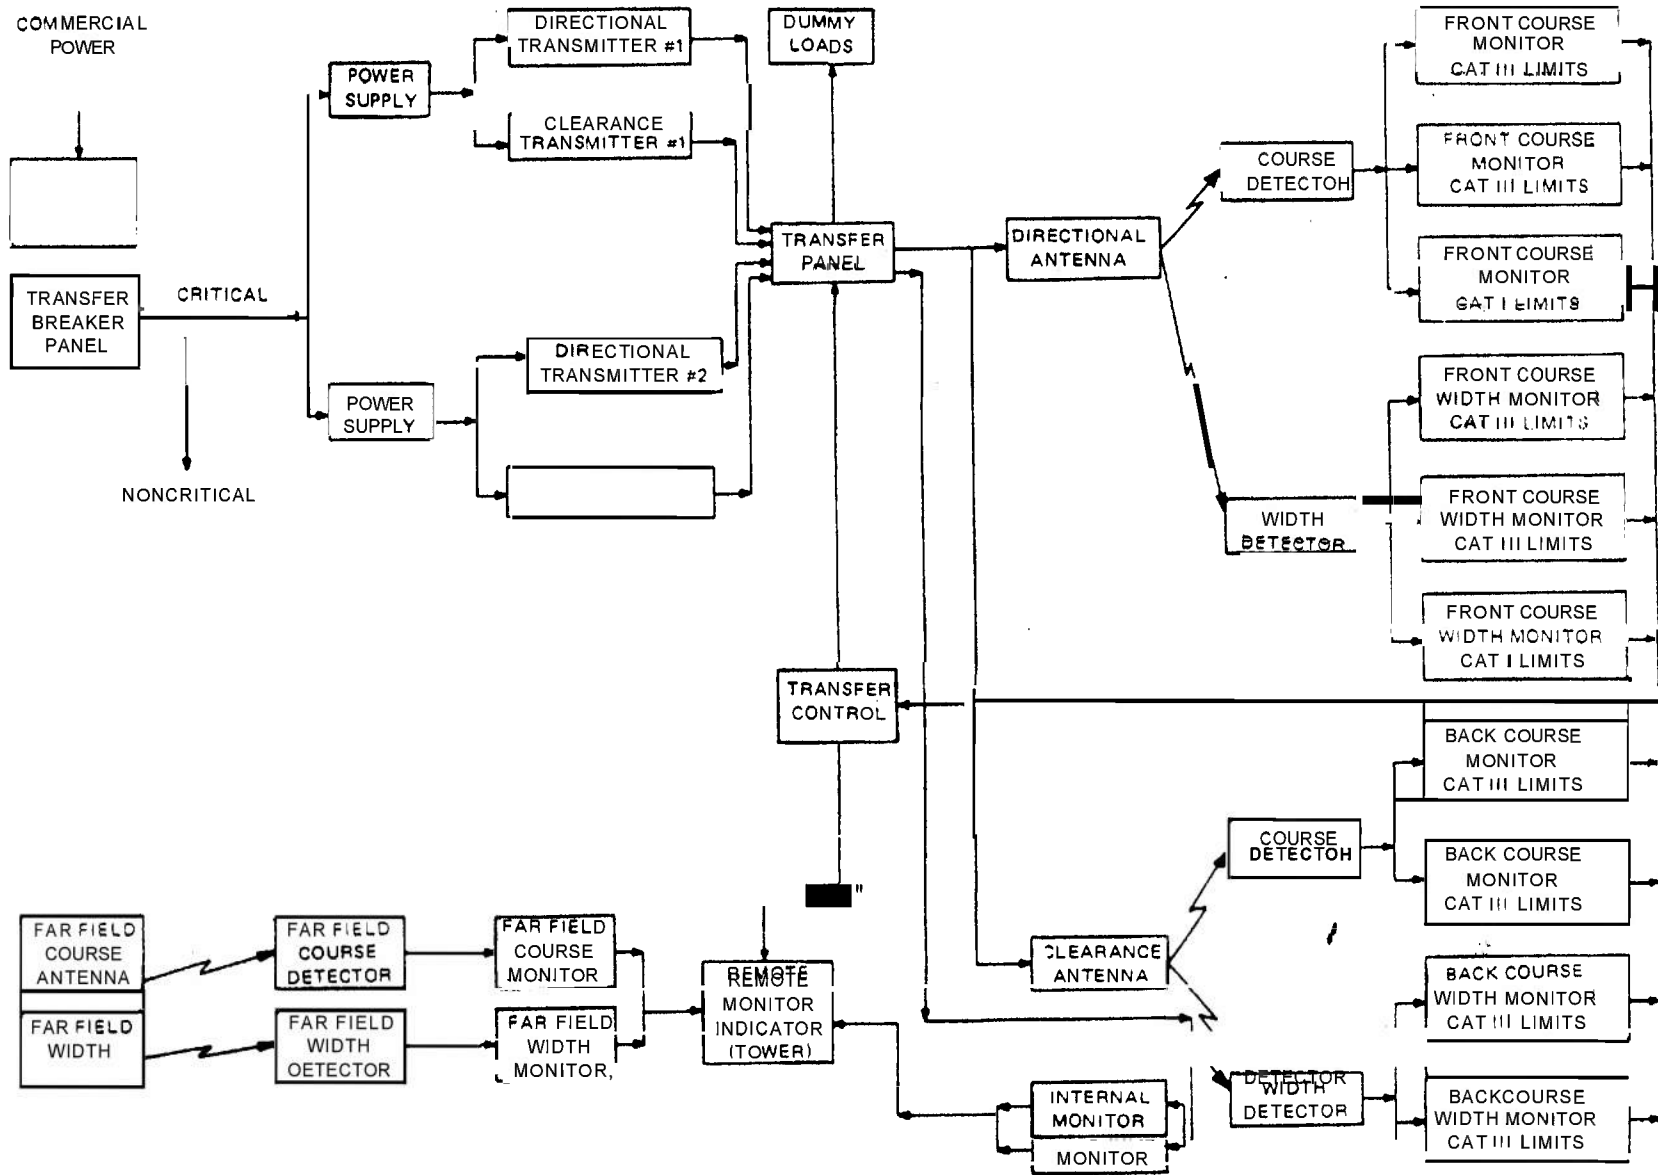 COMMERCIAL
POWER
TRANSFER
BREAKER
PANEL
CRITICAL
NONCRITICAL
POWER
SUPPLY
POWER
SUPPLY
DIRECTIONAL
TRANSMITTER #1
CLEARANCE
TRANSMITTER #1
DIRECTIONAL
TRANSMITTER #2
DUMMY
LOADS
TRANSFER
PANEL
TRANSFER
CONTROL
"
DIRECTIONAL
ANTENNA
COURSE
DETECTOH
WIDTH
DETECTOR
FRONT COURSE
MONITOR
CAT III LIMITS
FRONT COURSE
MONITOR
CAT III LIMITS
FRONT COURSE
MONITOR
CAT I LIMITS
FRONT COURSE
WIDTH MONITOR
CAT III LIMITS
FRONT COURSE
WIDTH MONITOR
CAT III LIMITS
FRONT COURSE
WIDTH MONITOR
CAT I LIMITS
BACK COURSE
MONITOR
CAT III LIMITS
BACK COURSE
MONITOR
CAT III LIMITS
BACK COURSE
WIDTH MONITOR
CAT III LIMITS
BACKCOURSE
WIDTH MONITOR
CAT III LIMITS
COURSE
DETECTOH
CLEARANCE
ANTENNA
DETECTOR
WIDTH
DETECTOR
FAR FIELD
COURSE
ANTENNA
FAR FIELD
WIDTH
FAR FIELD
COURSE
DETECTOR
FAR FIELD
WIDTH
OETECTOR
FAR FIELD
COURSE
MONITOR
FAR FIELD
WIDTH
MONITOR,
REMOTE
MONITOR
INDICATOR
(TOWER)
INTERNAL
MONITOR
MONITOR